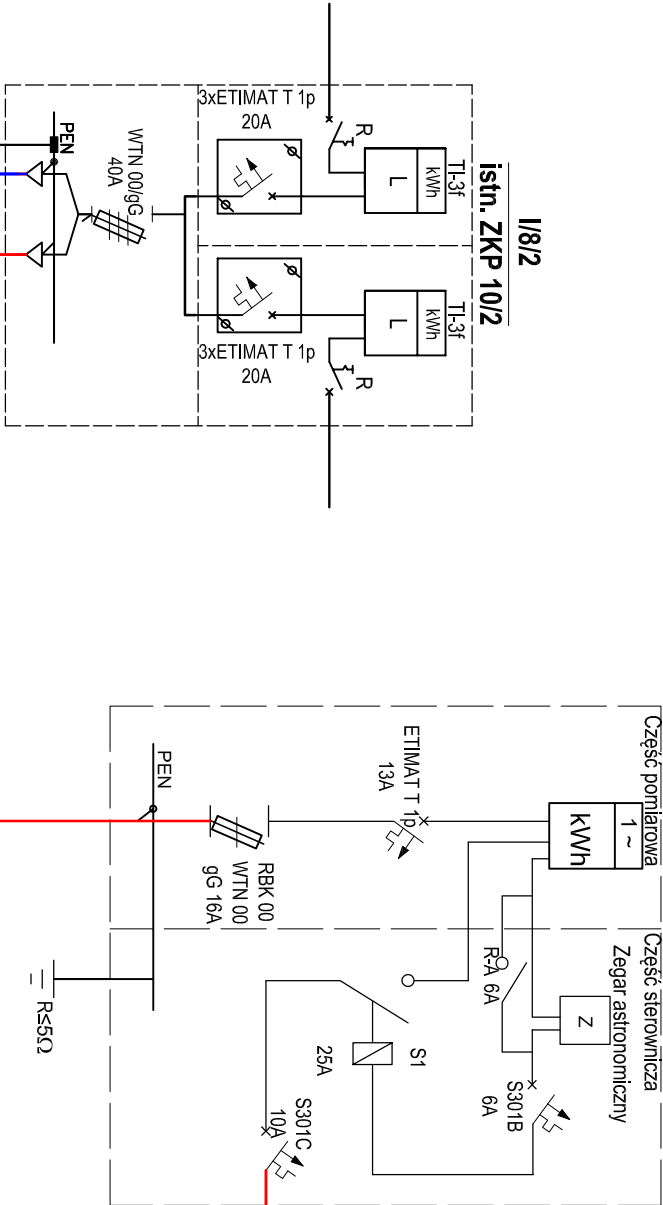 I/8/2
istn. ZKP 10/2
TI-3f
kWh
L
R
3xETIMAT T 1p
20A
TI-3f
kWh
L
R
3xETIMAT T 1p
20A
WTN 00/gG
40A
PEN
Część pomiarowa
1 ~
kWh
ETIMAT T 1p
13A
RBK 00
WTN 00
gG 16A
PEN
R≤5Ω
Część sterownicza
Zegar astronomiczny
Z
R-A 6A
S301B
6A
S1
25A
S301C
10A